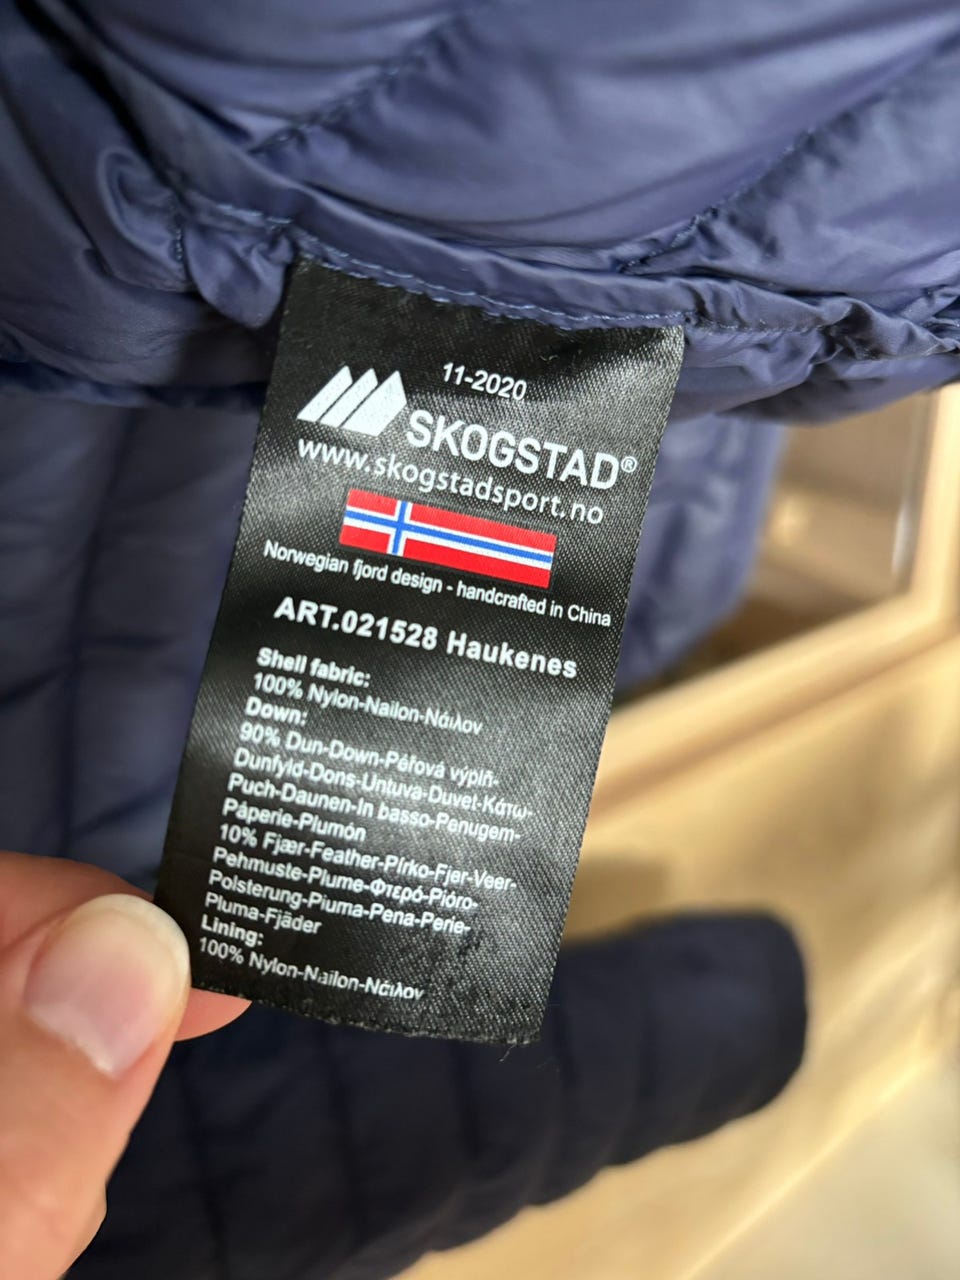 11-2020
SKOGSTAD®
www.skogstadsport.no
Norwegian fjord design - handcrafted in China
ART.021528 Haukenes
Shell fabric:
100% Nylon-Nailon-Νάιλον
Down:
90% Dun-Down-Péřová výplň-
Dunfyld-Dons-Untuva-Duvet-Κάτω-
Puch-Daunen-In basso-Penugem-
Páperie-Plumón
10% Fjær-Feather-Pírko-Fjer-Veer-
Pehmuste-Plume-Φτερό-Pióro-
Polsterung-Piuma-Pena-Perie-
Pluma-Fjäder
Lining:
100% Nylon-Nailon-Νάιλον